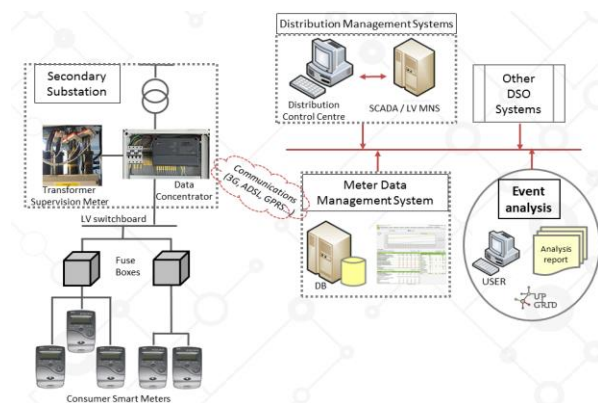 Distribution Management Systems
Secondary
Substation
Distribution
Control Centre
SCADA / LV MNS
Other
DSO
Systems
Transformer
Supervision Meter
Data
Concentrator
Communications
(3G, ADSL, GPRS
Meter Data
Management System
DB
Event
analysis
Analysis
report
USER
UP
GRID
LV switchboard
Fuse
Boxes
Consumer Smart Meters